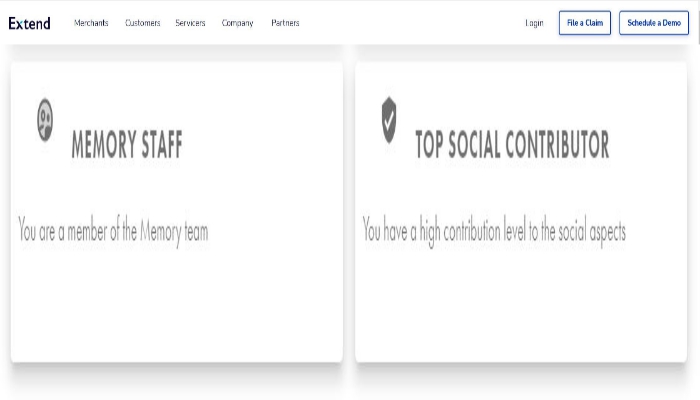 Extend Merchants Customers Servicers Company Partners Login File a Claim Schedule a Demo
MEMORY STAFF
You are a member of the Memory team
TOP SOCIAL CONTRIBUTOR
You have a high contribution level to the social aspects